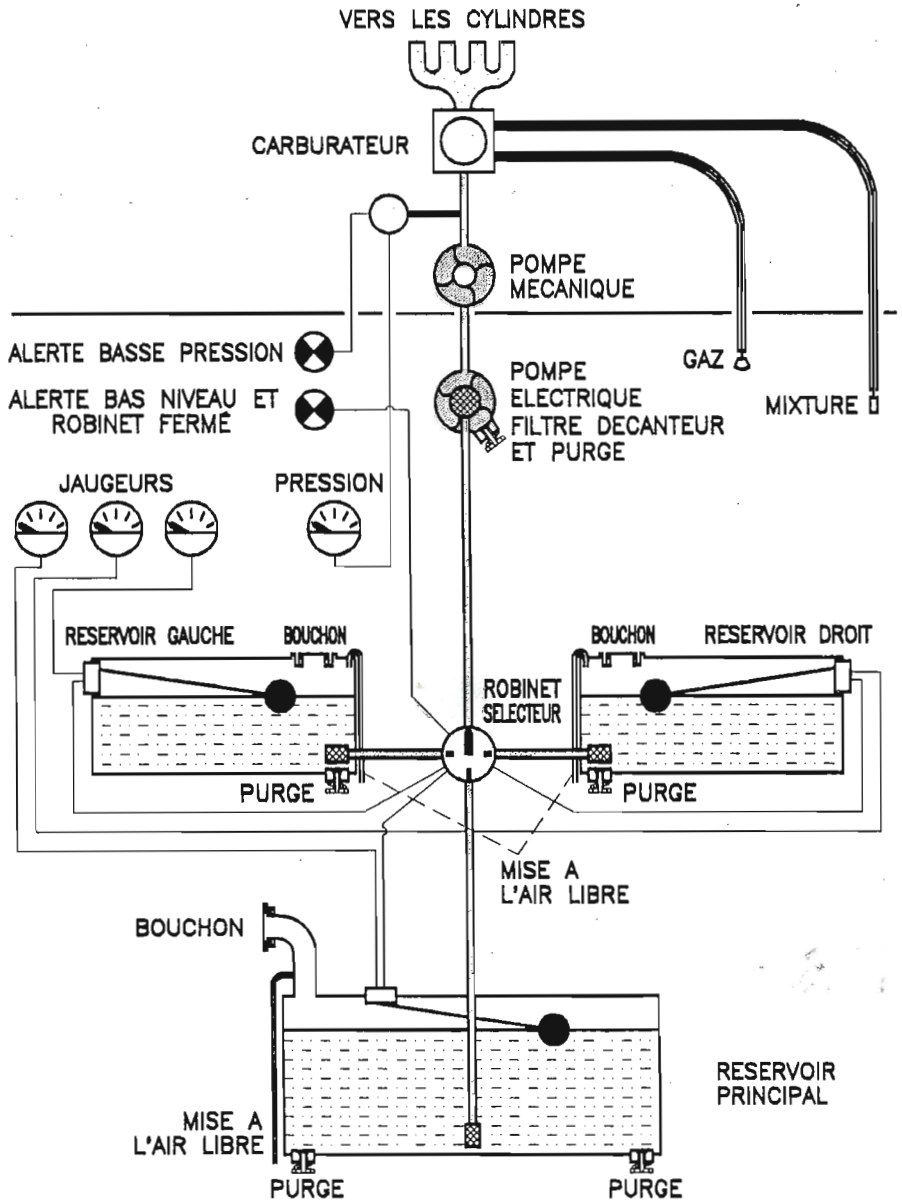 VERS LES CYLINDRES
CARBURATEUR
POMPE
MECANIQUE
ALERTE BASSE PRESSION
GAZ
POMPE
ELECTRIQUE
FILTRE DECANTEUR
ET PURGE
MIXTURE
ALERTE BAS NIVEAU ET
ROBINET FERMÉ
JAUGEURS
PRESSION
RESERVOIR GAUCHE
BOUCHON
BOUCHON
RESERVOIR DROIT
ROBINET
SELECTEUR
PURGE
PURGE
MISE A
L'AIR LIBRE
BOUCHON
RESERVOIR
PRINCIPAL
MISE A
L'AIR LIBRE
PURGE
PURGE